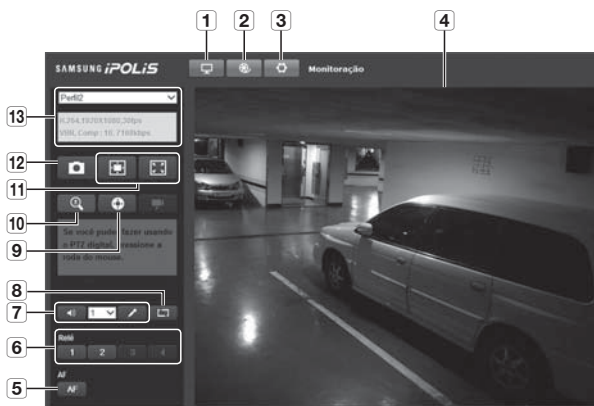 1
2
3
4
SAMSUNG iPOLiS
Monitoração
Perfil2
13
H.264,1920X1080,30fps
VBR, Comp : 10, 7168kbps
12
11
10
9
Se você puder fazer usando
o PTZ digital, pressione a
roda do mouse.
8
7
1
Relé
6
1 2 3 4
AF
5
AF